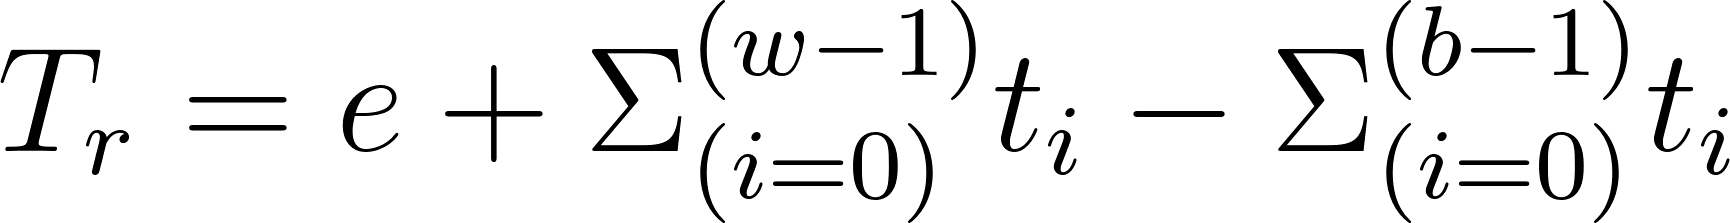 T_r = e + Σ_{(i=0)}^{(w−1)} t_i − Σ_{(i=0)}^{(b−1)} t_i